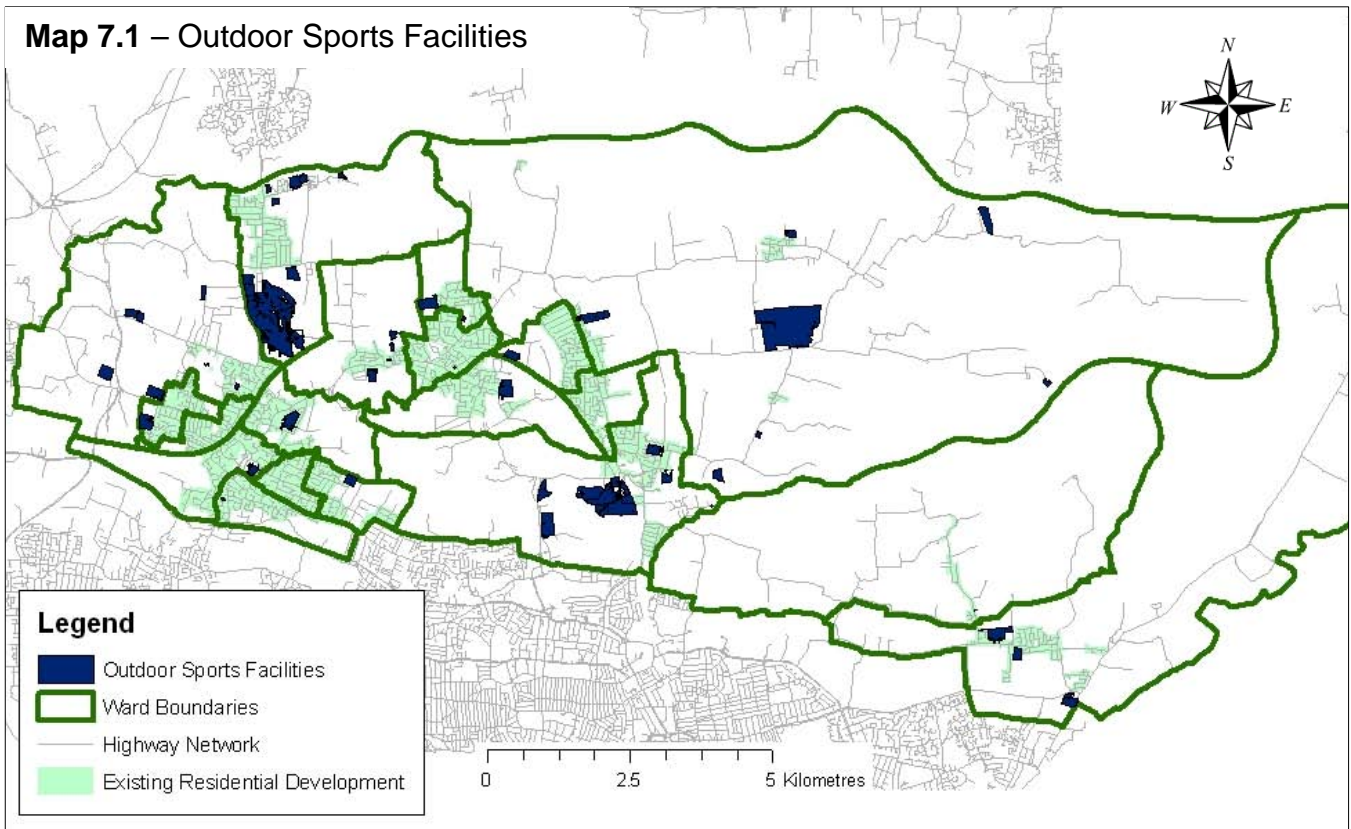 Map 7.1 – Outdoor Sports Facilities
N
W E
S
Legend
Outdoor Sports Facilities
Ward Boundaries
Highway Network
Existing Residential Development
0 2.5 5 Kilometres